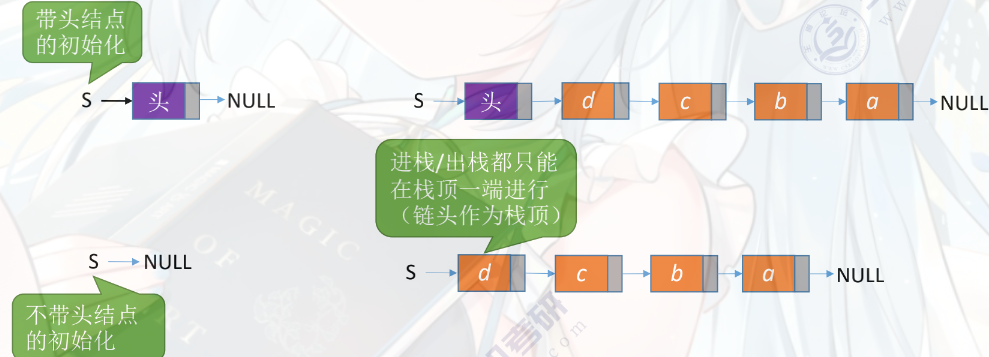 带头结点
的初始化
S 头 NULL
S 头 d c b a NULL
进栈/出栈都只能
在栈顶一端进行
（链头作为栈顶）
S NULL
S d c b a NULL
不带头结点
的初始化
MAGIC
OF